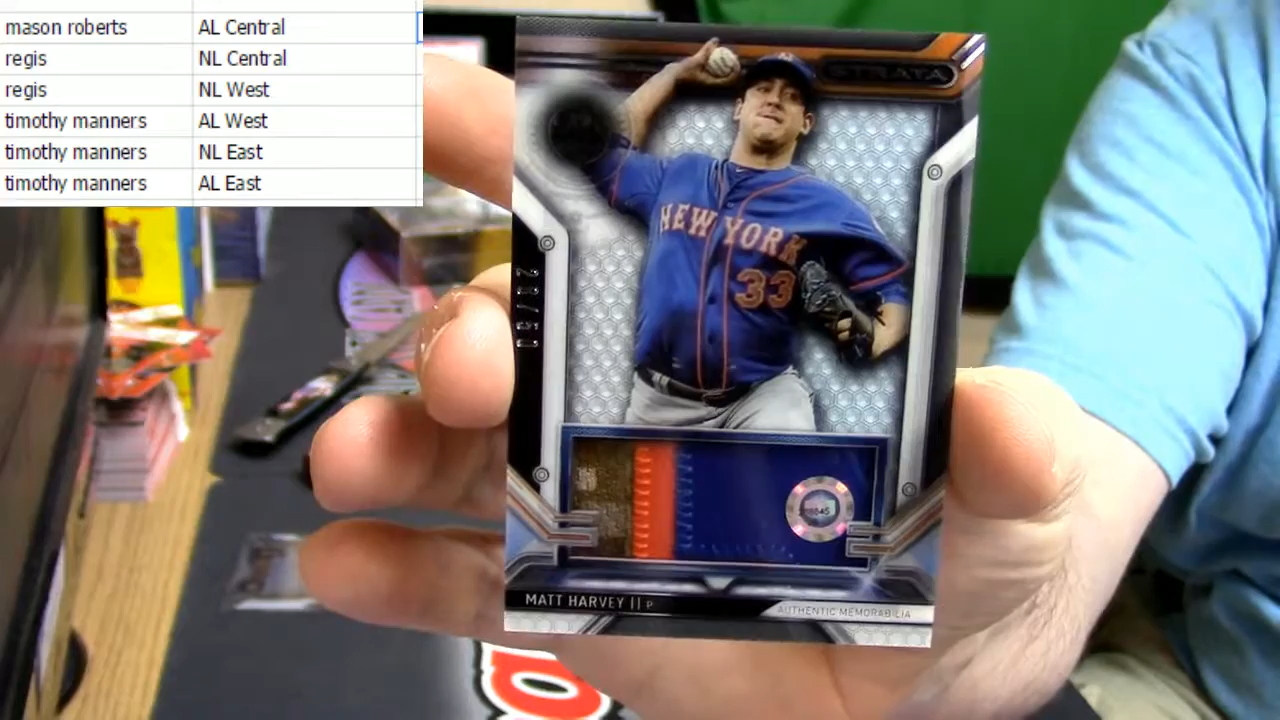 mason roberts AL Central
regis NL Central
regis NL West
timothy manners AL West
timothy manners NL East
timothy manners AL East
STRATA
NEW YORK
33
MATT HARVEY || P
AUTHENTIC MEMORABILIA